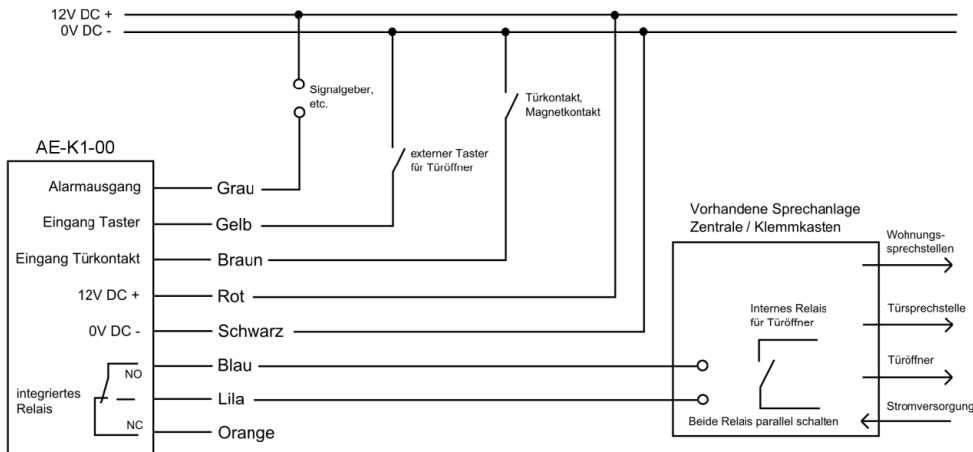 12V DC +
0V DC -
Signalgeber,
etc.
Türkontakt,
Magnetkontakt
externer Taster
für Türöffner
AE-K1-00
Alarmausgang
Grau
Eingang Taster
Gelb
Eingang Türkontakt
Braun
12V DC +
Rot
0V DC -
Schwarz
Blau
NO
integriertes
Relais
Lila
NC
Orange
Vorhandene Sprechanlage
Zentrale / Klemmkasten
Internes Relais
für Türöffner
Beide Relais parallel schalten
Wohnungs-
sprechstellen
Türsprechstelle
Türöffner
Stromversorgung